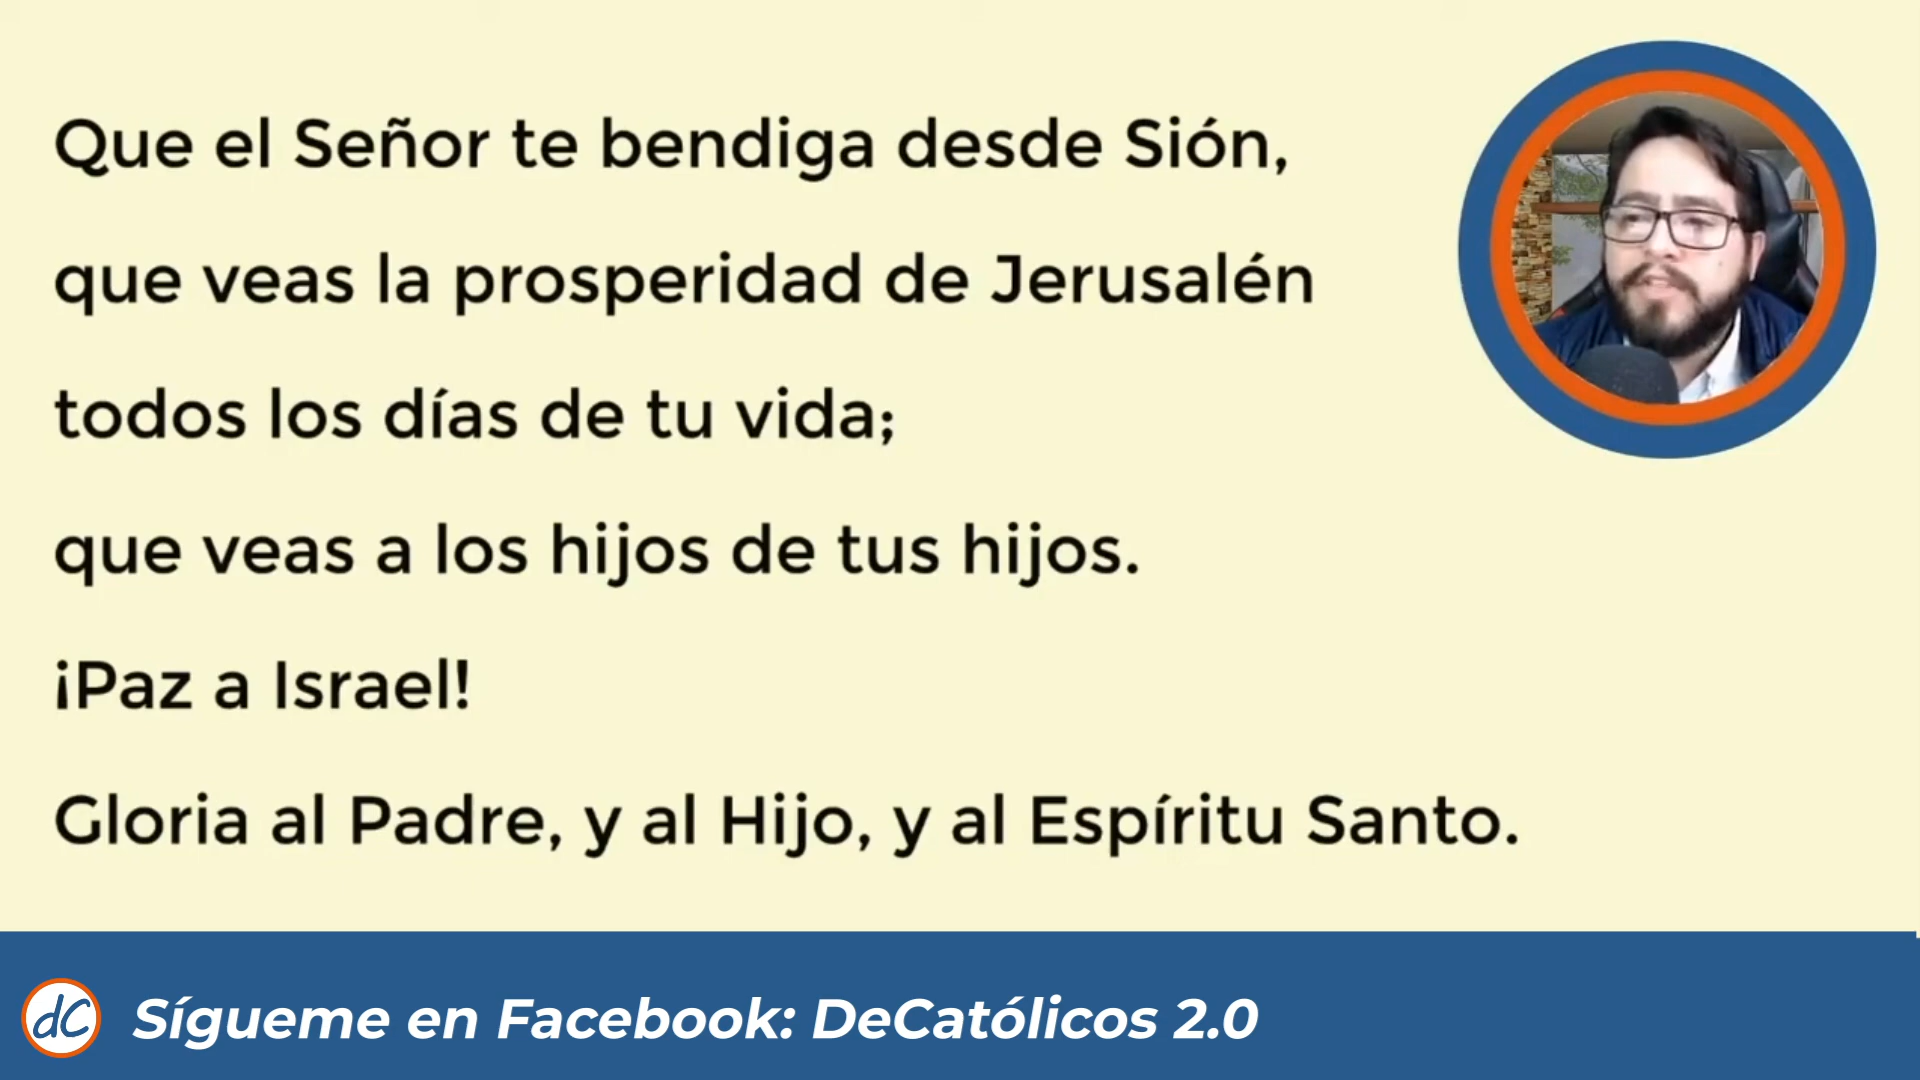 Que el Señor te bendiga desde Sión,
que veas la prosperidad de Jerusalén
todos los días de tu vida;
que veas a los hijos de tus hijos.
¡Paz a Israel!
Gloria al Padre, y al Hijo, y al Espíritu Santo.
dC Sígueme en Facebook: DeCatólicos 2.0